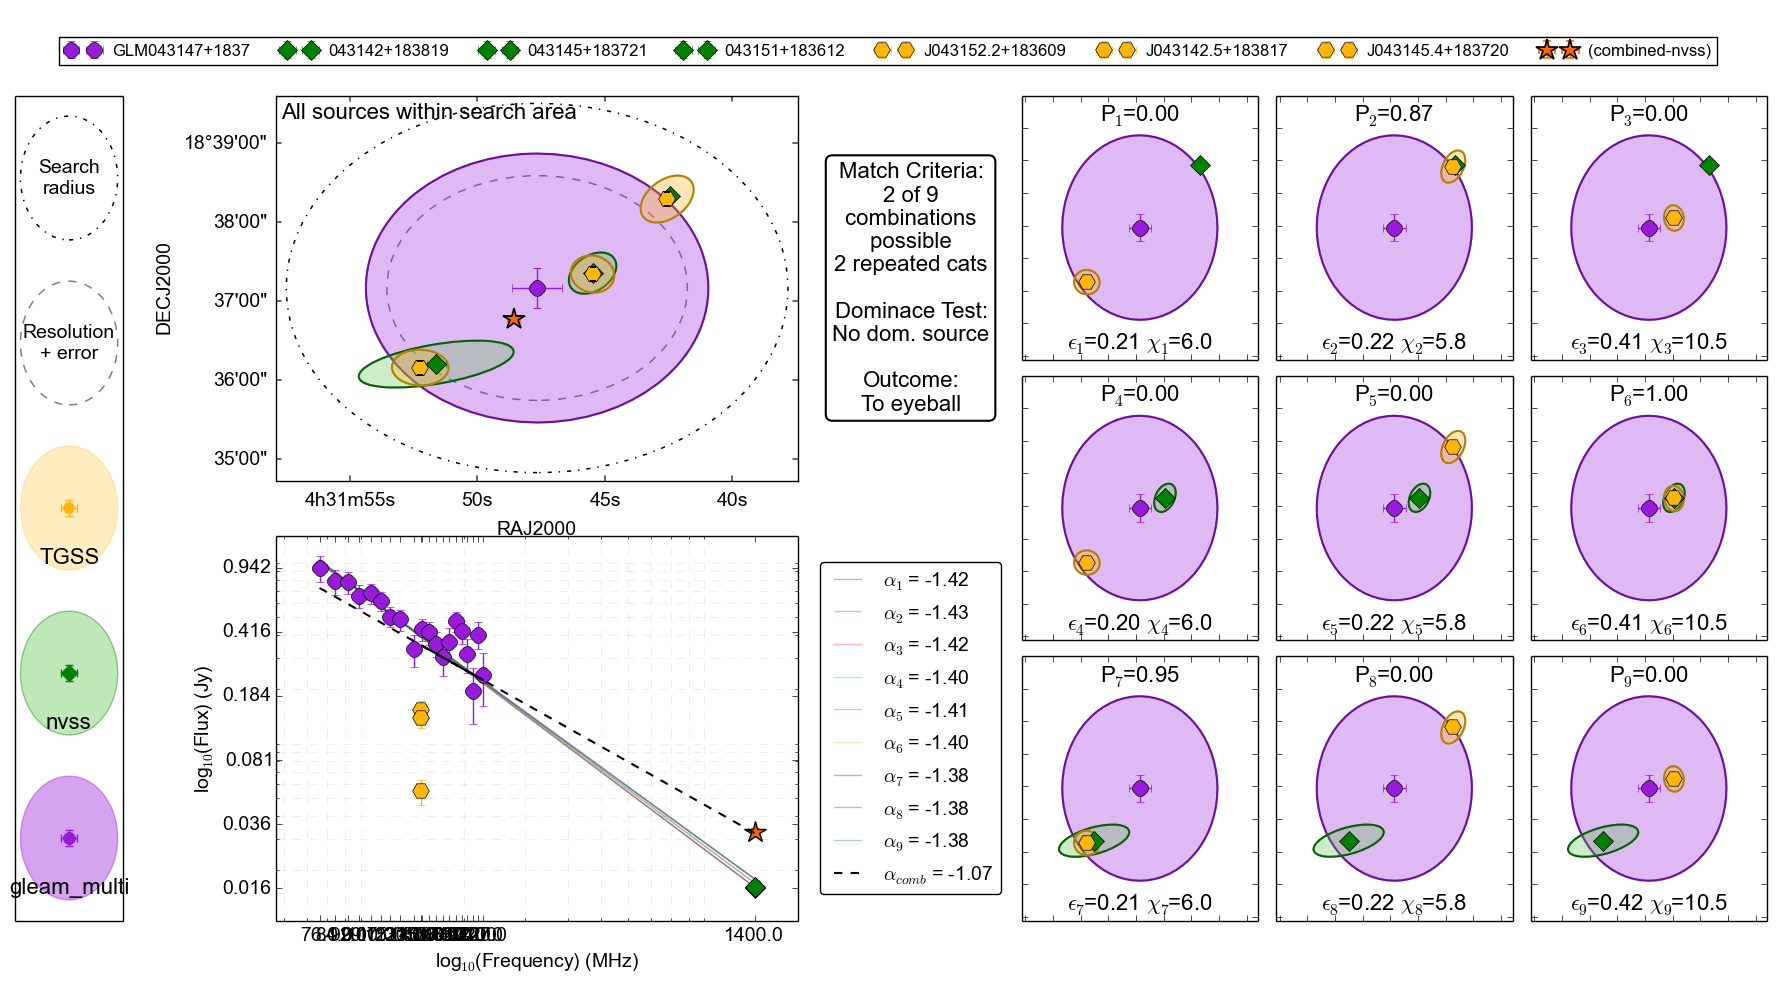 GLM043147+1837 043142+183819 043145+183721 043151+183612 J043152.2+183609 J043142.5+183817 J043145.4+183720 (combined-nvss)
Search
radius
Resolution
+ error
TGSS
nvss
gleam_multi
All sources within search area
DECJ2000
18°39'00"
38'00"
37'00"
36'00"
35'00"
4h31m55s 50s 45s 40s
RAJ2000
Match Criteria:
2 of 9
combinations
possible
2 repeated cats
Dominace Test:
No dom. source
Outcome:
To eyeball
log₁₀(Flux) (Jy)
0.942
0.416
0.184
0.081
0.036
0.016
1400.0
log₁₀(Frequency) (MHz)
α₁ = -1.42
α₂ = -1.43
α₃ = -1.42
α₄ = -1.40
α₅ = -1.41
α₆ = -1.40
α₇ = -1.38
α₈ = -1.38
α₉ = -1.38
α_comb = -1.07
P₁=0.00
ϵ₁=0.21 χ₁=6.0
P₂=0.87
ϵ₂=0.22 χ₂=5.8
P₃=0.00
ϵ₃=0.41 χ₃=10.5
P₄=0.00
ϵ₄=0.20 χ₄=6.0
P₅=0.00
ϵ₅=0.22 χ₅=5.8
P₆=1.00
ϵ₆=0.41 χ₆=10.5
P₇=0.95
ϵ₇=0.21 χ₇=6.0
P₈=0.00
ϵ₈=0.22 χ₈=5.8
P₉=0.00
ϵ₉=0.42 χ₉=10.5